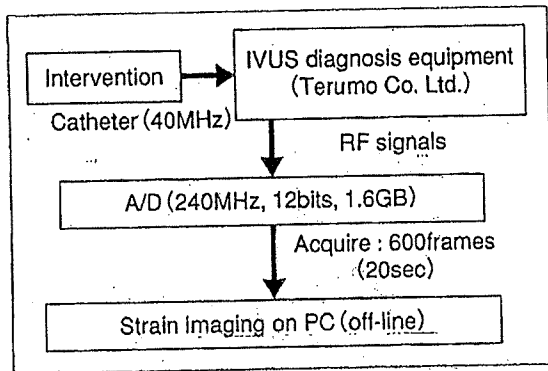 Intervention
IVUS diagnosis equipment
(Terumo Co. Ltd.)
Catheter (40MHz)
RF signals
A/D (240MHz, 12bits, 1.6GB)
Acquire : 600frames
(20sec)
Strain Imaging on PC (off-line)